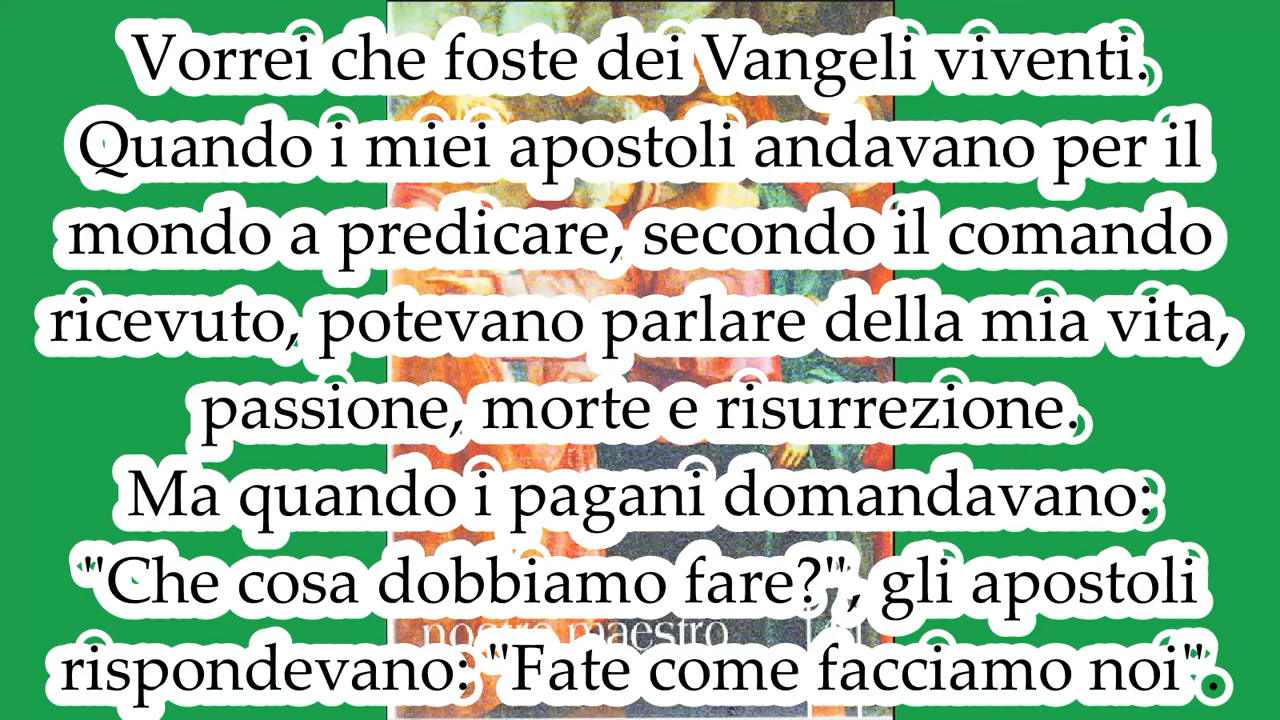 Vorrei che foste dei Vangeli viventi.
Quando i miei apostoli andavano per il
mondo a predicare, secondo il comando
ricevuto, potevano parlare della mia vita,
passione, morte e risurrezione.
Ma quando i pagani domandavano:
"Che cosa dobbiamo fare?", gli apostoli
nostro maestro
rispondevano: "Fate come facciamo noi".